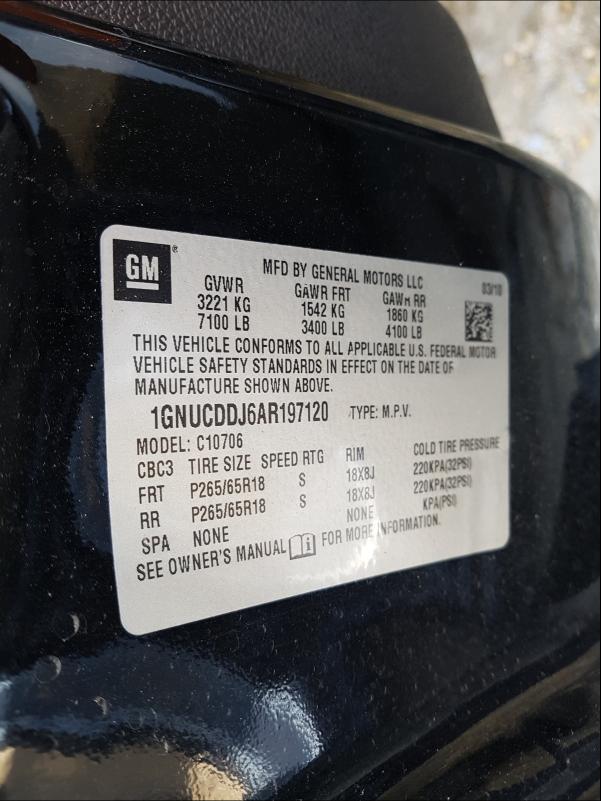 GM ® MFD BY GENERAL MOTORS LLC 03/10
GVWR GAWR FRT GAWR RR
3221 KG 1542 KG 1860 KG
7100 LB 3400 LB 4100 LB
THIS VEHICLE CONFORMS TO ALL APPLICABLE U.S. FEDERAL MOTOR
VEHICLE SAFETY STANDARDS IN EFFECT ON THE DATE OF
MANUFACTURE SHOWN ABOVE.
1GNUCDDJ6AR197120 TYPE: M.P.V.
MODEL: C10706
CBC3 TIRE SIZE SPEED RTG RIM COLD TIRE PRESSURE
FRT P265/65R18 S 18X8J 220KPA(32PSI)
RR P265/65R18 S 18X8J 220KPA(32PSI)
SPA NONE NONE KPA(PSI)
SEE OWNER'S MANUAL FOR MORE INFORMATION.